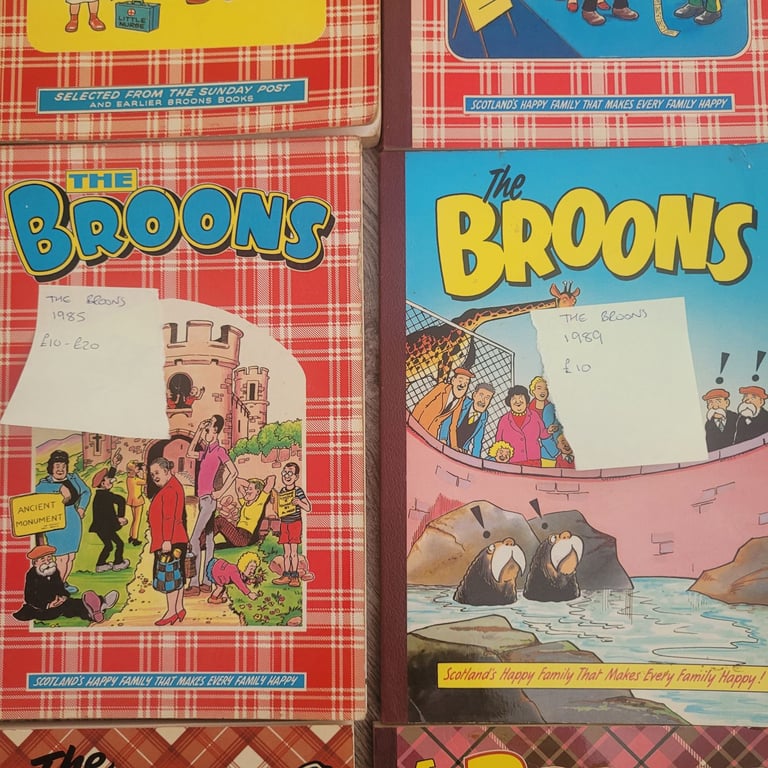 LITTLE
NURSE
SELECTED FROM THE SUNDAY POST
AND EARLIER BROONS BOOKS
SCOTLAND'S HAPPY FAMILY THAT MAKES EVERY FAMILY HAPPY
THE
BROONS
THE BROONS
1985
£10-£20
ANCIENT
MONUMENT
SCOTLAND'S HAPPY FAMILY THAT MAKES EVERY FAMILY HAPPY
The
BROONS
THE BROONS
1989
£10
! !
! !
Scotland's Happy Family That Makes Every Family Happy!
The